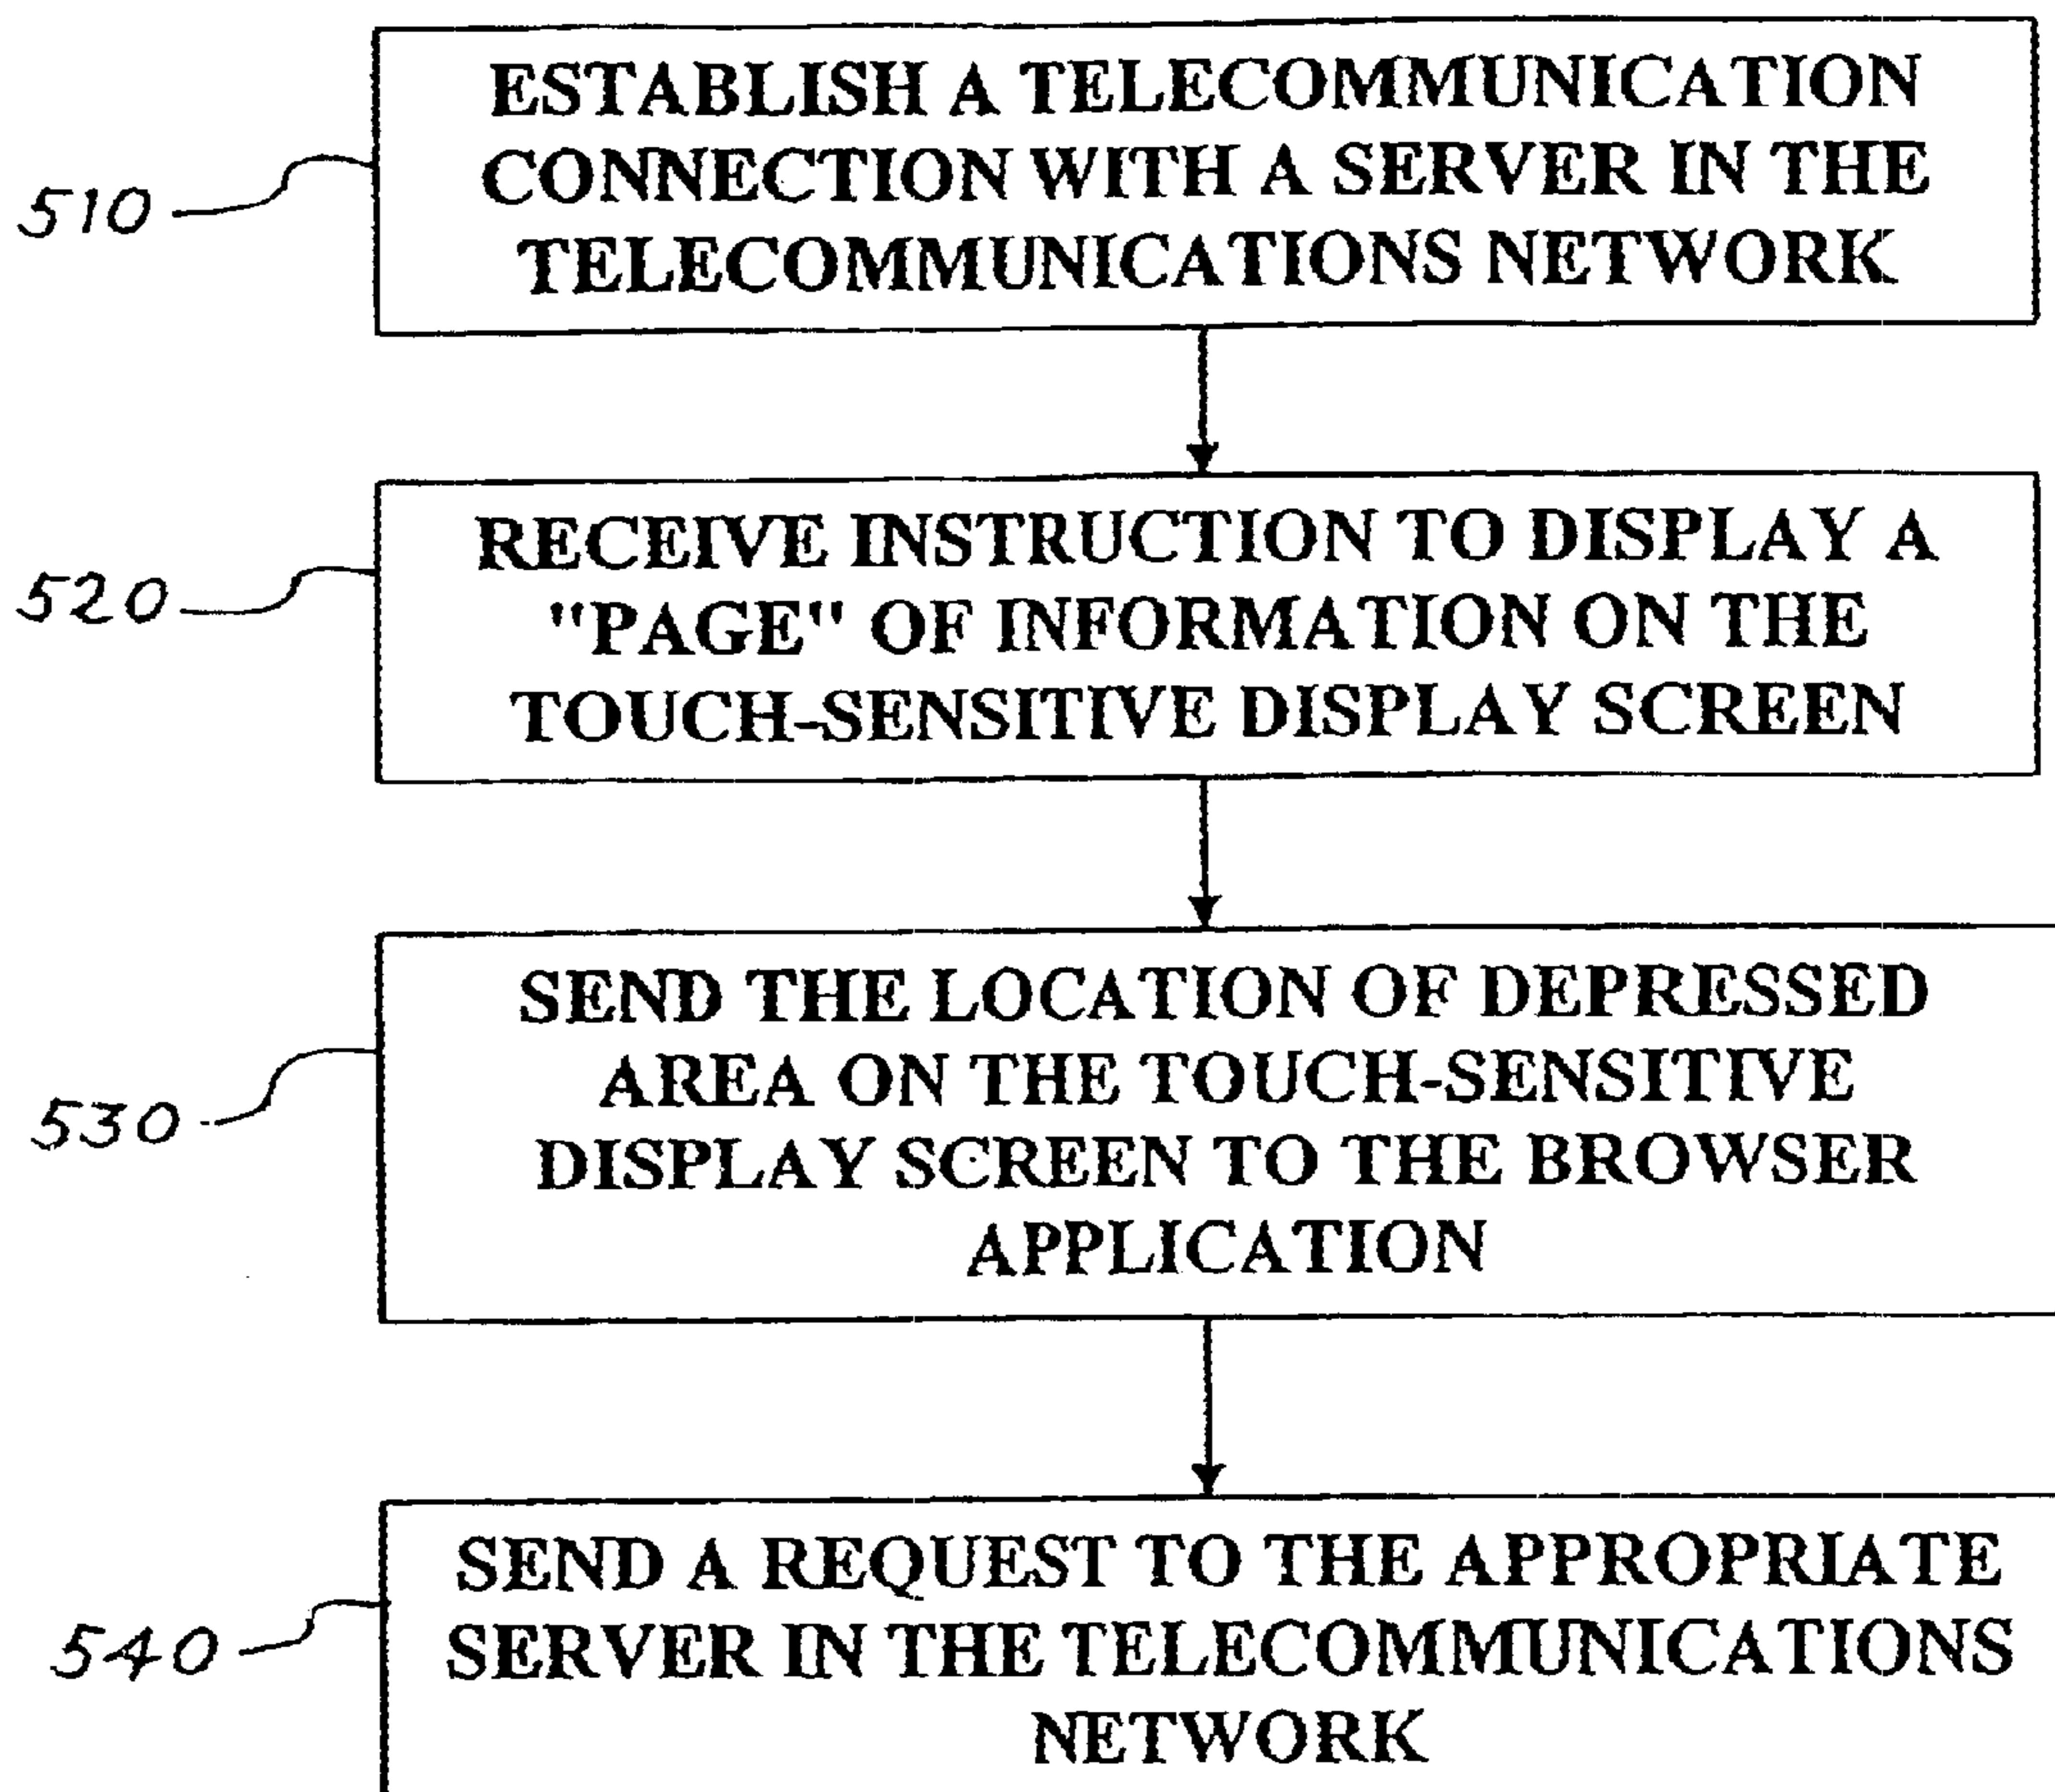 ESTABLISH A TELECOMMUNICATION
CONNECTION WITH A SERVER IN THE
TELECOMMUNICATIONS NETWORK
510
RECEIVE INSTRUCTION TO DISPLAY A
"PAGE" OF INFORMATION ON THE
TOUCH-SENSITIVE DISPLAY SCREEN
520
SEND THE LOCATION OF DEPRESSED
AREA ON THE TOUCH-SENSITIVE
DISPLAY SCREEN TO THE BROWSER
APPLICATION
530
SEND A REQUEST TO THE APPROPRIATE
SERVER IN THE TELECOMMUNICATIONS
NETWORK
540